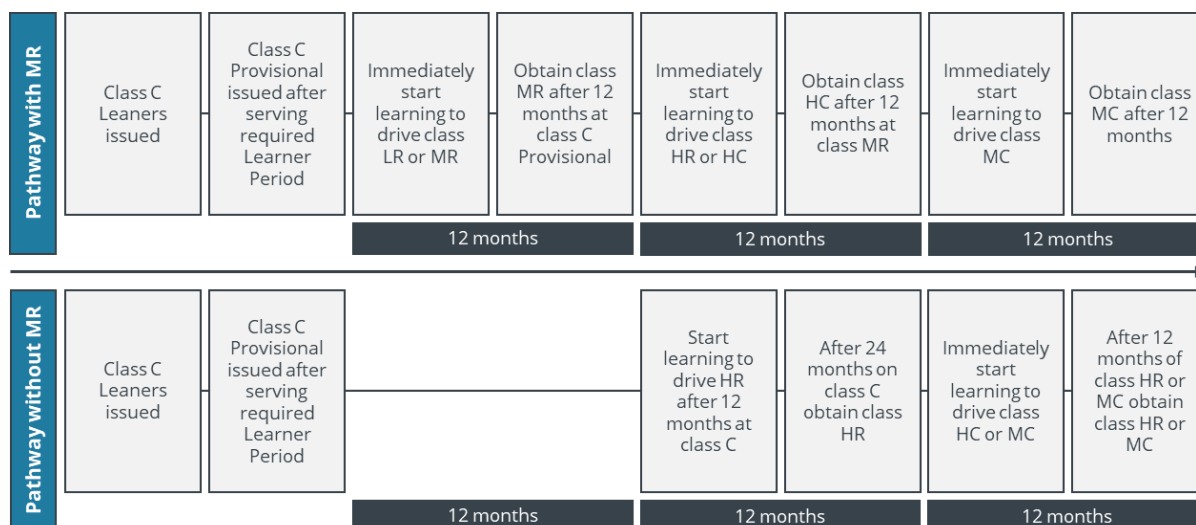 Pathway with MR
Class C
Leaners
issued
Class C
Provisional
issued after
serving
required
Learner
Period
Immediately
start
learning to
drive class
LR or MR
Obtain class
MR after 12
months at
class C
Provisional
Immediately
start
learning to
drive class
HR or HC
Obtain class
HC after 12
months at
class MR
Immediately
start
learning to
drive class
MC
Obtain class
MC after 12
months
12 months
12 months
12 months
Pathway without MR
Class C
Leaners
issued
Class C
Provisional
issued after
serving
required
Learner
Period
Start
learning to
drive HR
after 12
months at
class C
After 24
months on
class C
obtain class
HR
Immediately
start
learning to
drive class
HC or MC
After 12
months of
class HR or
MC obtain
class HR or
MC
12 months
12 months
12 months